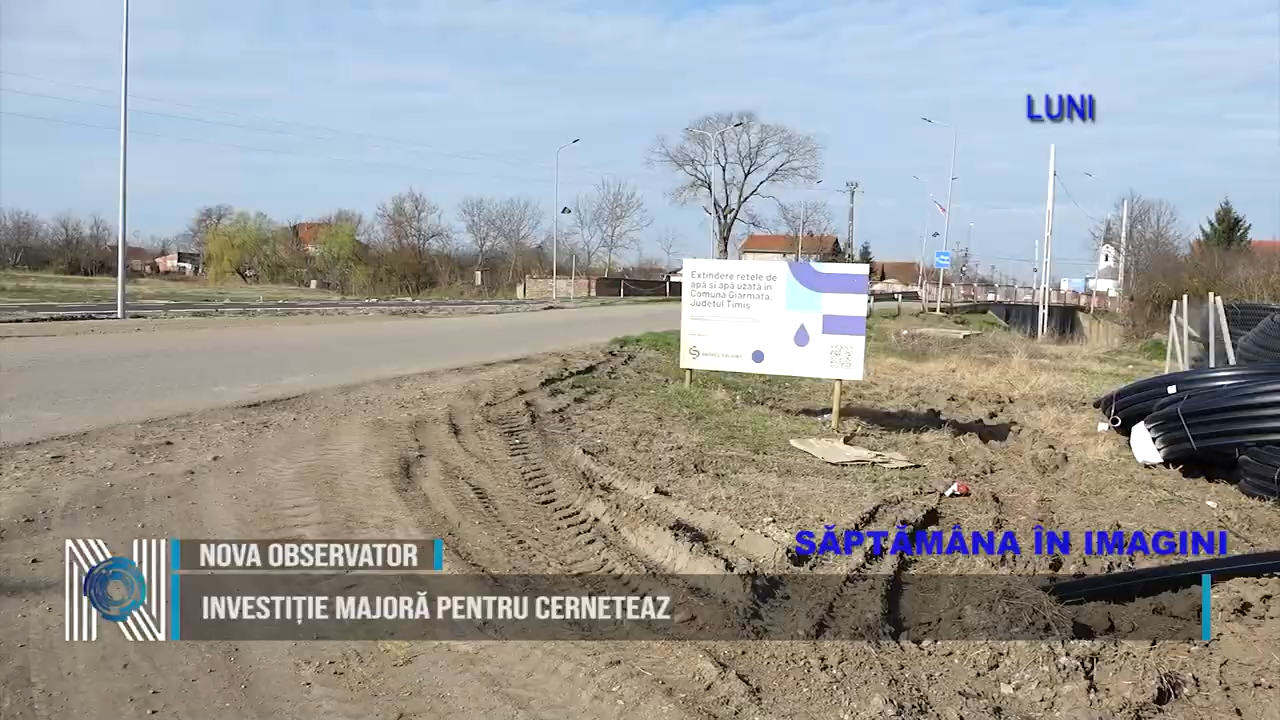 LUNI
Extindere rețele de
apă și apă uzată în
Comuna Giarmata,
Județul Timiș
SĂPTĂMÂNA ÎN IMAGINI
NOVA OBSERVATOR
INVESTIȚIE MAJORĂ PENTRU CERNETEAZ